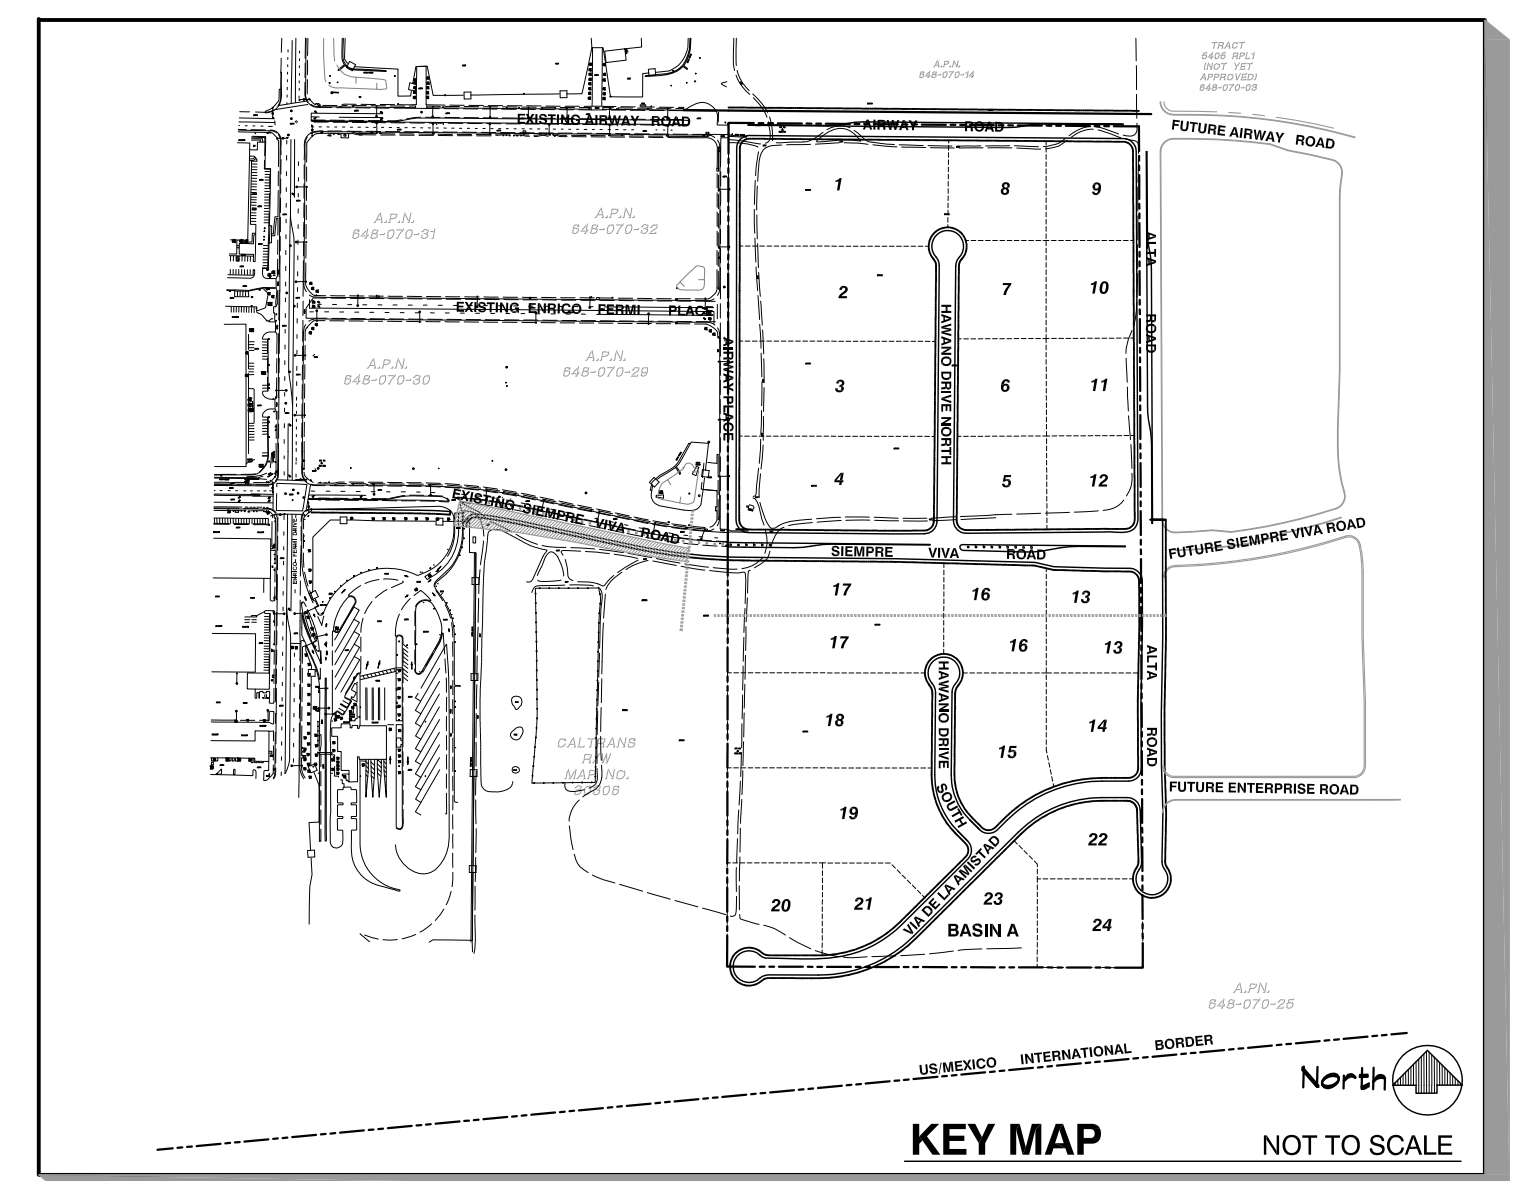 TRACT
5405 RPL1
(NOT YET
APPROVED)
648-070-03
A.P.N.
648-070-14
EXISTING AIRWAY ROAD
AIRWAY ROAD
FUTURE AIRWAY ROAD
1
8
9
A.P.N.
648-070-31
A.P.N.
648-070-32
ALTA ROAD
2
7
10
EXISTING ENRICO FERMI PLACE
HAWANO DRIVE NORTH
AIRWAY PLACE
A.P.N.
648-070-30
A.P.N.
648-070-29
3
6
11
4
5
12
EXISTING SIEMPRE VIVA ROAD
SIEMPRE VIVA ROAD
FUTURE SIEMPRE VIVA ROAD
17
16
13
17
16
13
HAWANO DRIVE SOUTH
ALTA ROAD
18
15
14
CALTRANS
R/W
MAP NO.
30806
FUTURE ENTERPRISE ROAD
19
22
VIA DE LA AMISTAD
20
21
23
BASIN A
24
A.P.N.
648-070-25
US/MEXICO INTERNATIONAL BORDER
North
KEY MAP
NOT TO SCALE